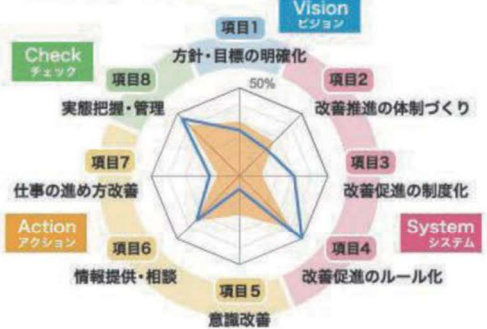 Vision
ビジョン
項目1
方針・目標の明確化
Check
チェック
項目8
実態把握・管理
50%
項目2
改善推進の体制づくり
項目7
仕事の進め方改善
項目3
改善促進の制度化
Action
アクション
System
システム
項目6
情報提供・相談
項目4
改善促進のルール化
項目5
意識改善